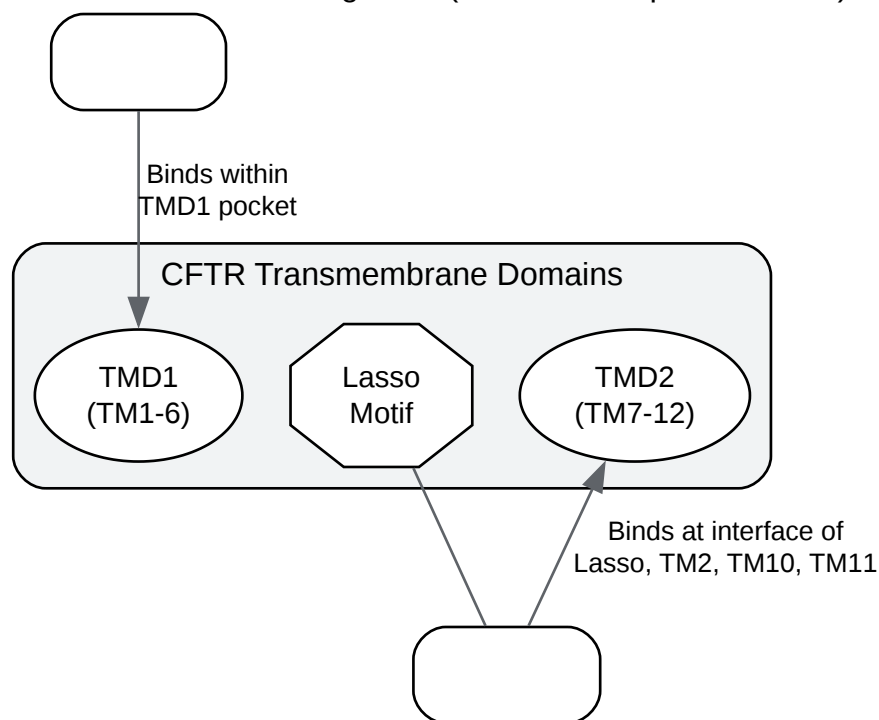 Binds within
TMD1 pocket
CFTR Transmembrane Domains
TMD1
(TM1-6)
Lasso
Motif
TMD2
(TM7-12)
Binds at interface of
Lasso, TM2, TM10, TM11